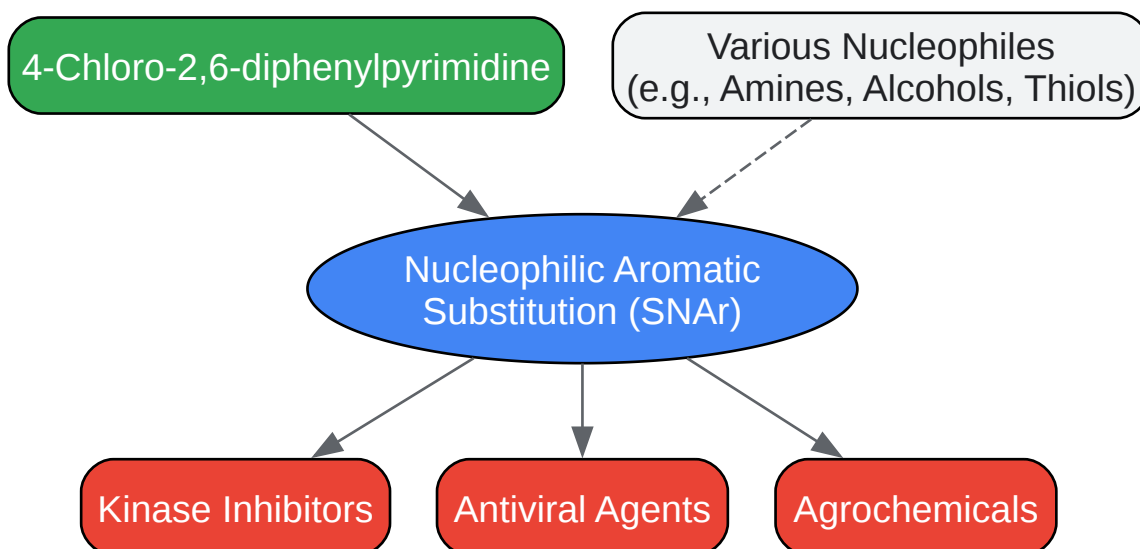 4-Chloro-2,6-diphenylpyrimidine
Various Nucleophiles
(e.g., Amines, Alcohols, Thiols)
Nucleophilic Aromatic
Substitution (SNAr)
Kinase Inhibitors
Antiviral Agents
Agrochemicals